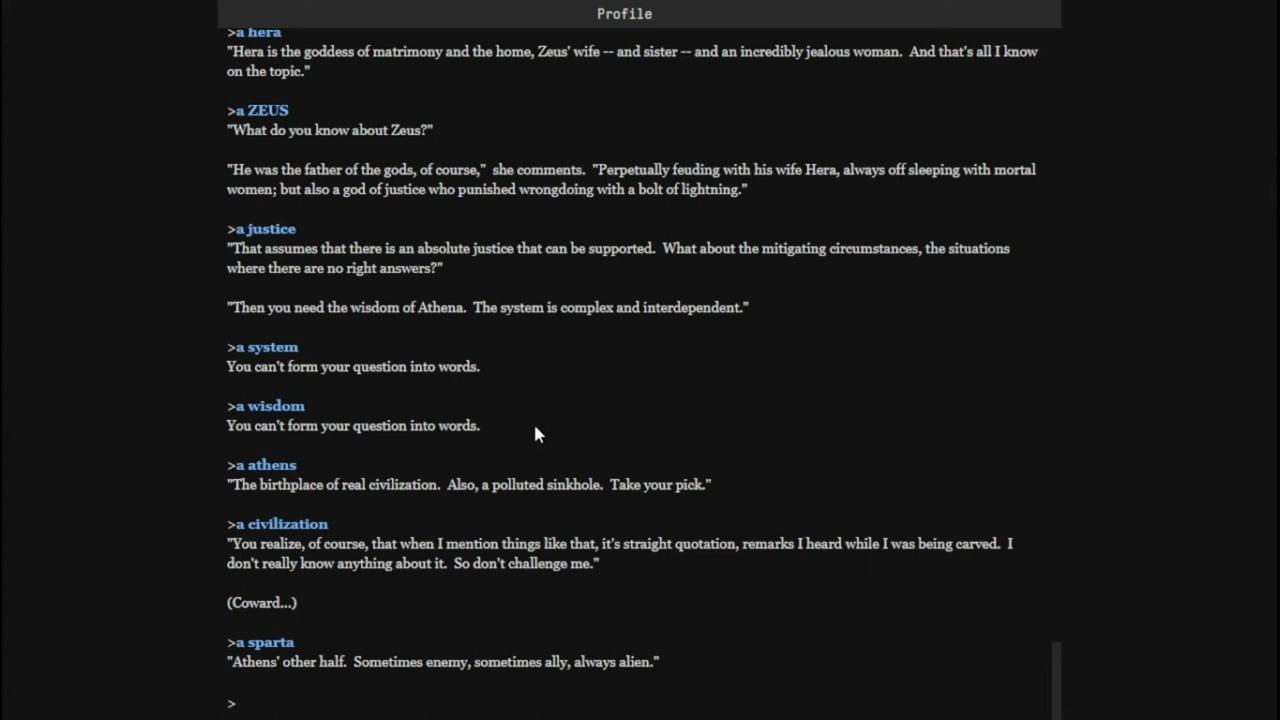 Profile
>a hera
"Hera is the goddess of matrimony and the home, Zeus' wife -- and sister -- and an incredibly jealous woman.  And that's all I know
on the topic."
>a ZEUS
"What do you know about Zeus?"
"He was the father of the gods, of course,"  she comments.  "Perpetually feuding with his wife Hera, always off sleeping with mortal
women; but also a god of justice who punished wrongdoing with a bolt of lightning."
>a justice
"That assumes that there is an absolute justice that can be supported.  What about the mitigating circumstances, the situations
where there are no right answers?"
"Then you need the wisdom of Athena.  The system is complex and interdependent."
>a system
You can't form your question into words.
>a wisdom
You can't form your question into words.
>a athens
"The birthplace of real civilization.  Also, a polluted sinkhole.  Take your pick."
>a civilization
"You realize, of course, that when I mention things like that, it's straight quotation, remarks I heard while I was being carved.  I
don't really know anything about it.  So don't challenge me."
(Coward...)
>a sparta
"Athens' other half.  Sometimes enemy, sometimes ally, always alien."
>